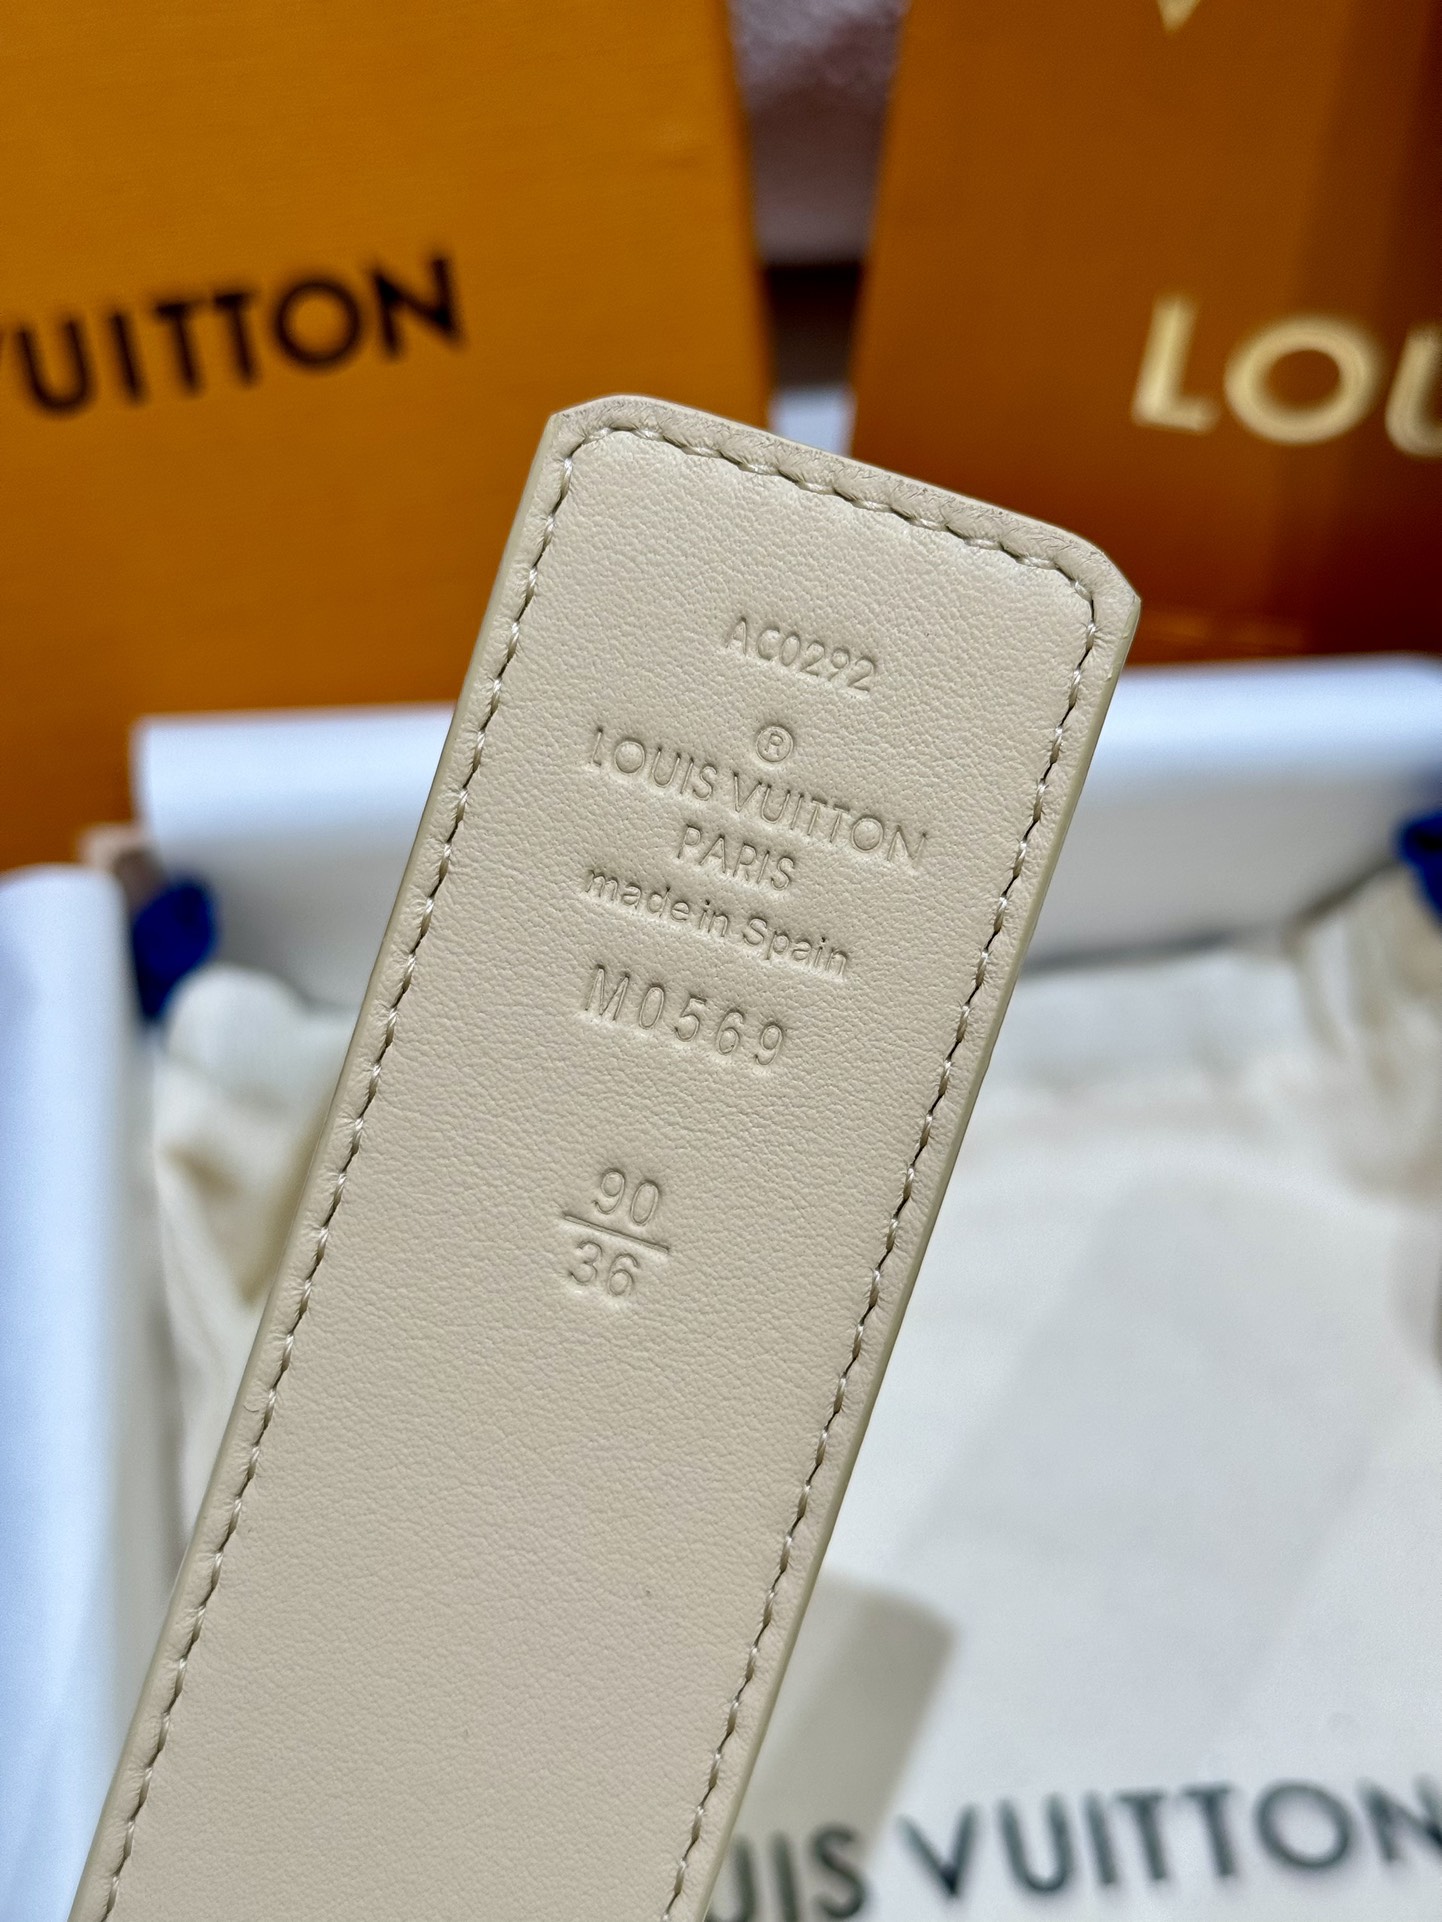 VUITTON
LOU
AC0292
®
LOUIS VUITTON
PARIS
made in Spain
M0569
90
36
UIS VUITTON